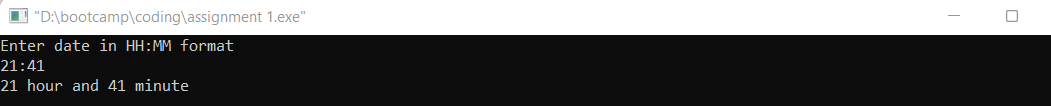 "D:\bootcamp\coding\assignment 1.exe"
Enter date in HH:MM format
21:41
21 hour and 41 minute